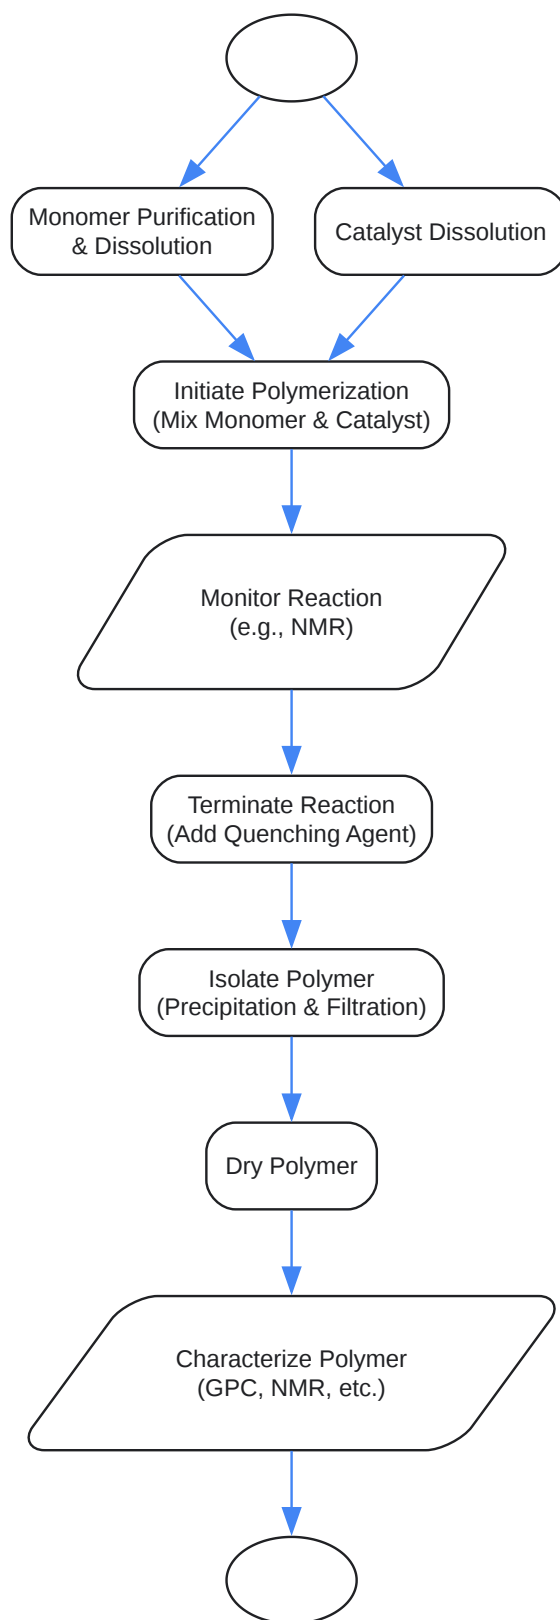 Monomer Purification
& Dissolution
Catalyst Dissolution
Initiate Polymerization
(Mix Monomer & Catalyst)
Monitor Reaction
(e.g., NMR)
Terminate Reaction
(Add Quenching Agent)
Isolate Polymer
(Precipitation & Filtration)
Dry Polymer
Characterize Polymer
(GPC, NMR, etc.)